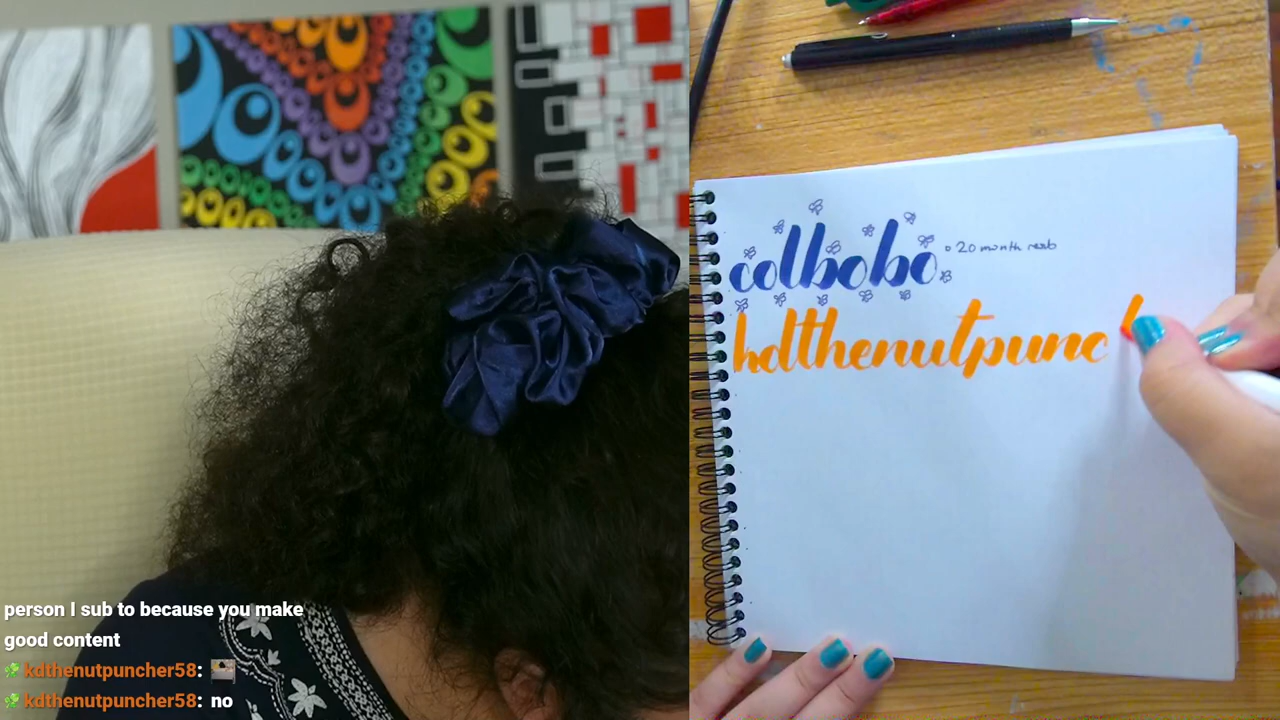 colbobo
20 month resub
kdthenutpunc
person I sub to because you make
good content
kdthenutpuncher58:
kdthenutpuncher58: no